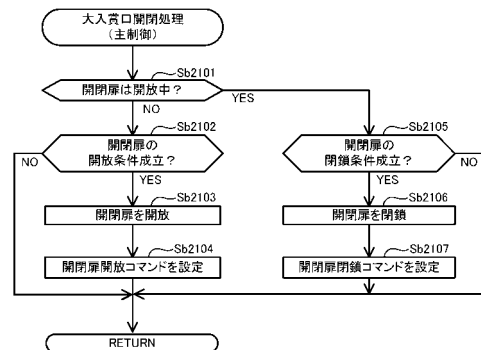 大入賞口開閉処理
(主制御)
Sb2101
開閉扉は開放中？
YES
NO
Sb2102
開閉扉の
開放条件成立？
NO
YES
Sb2103
開閉扉を開放
Sb2104
開閉扉開放コマンドを設定
Sb2105
開閉扉の
閉鎖条件成立？
NO
YES
Sb2106
開閉扉を閉鎖
Sb2107
開閉扉閉鎖コマンドを設定
RETURN